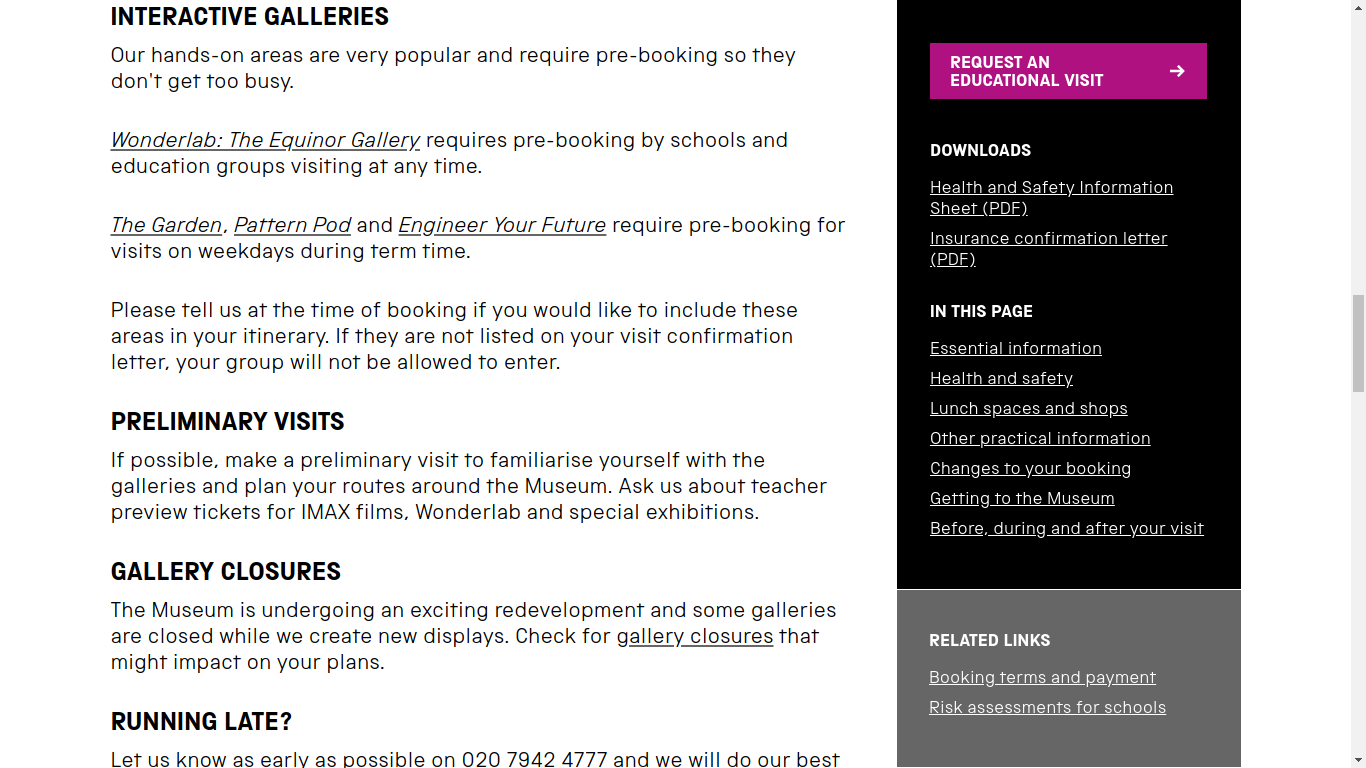 INTERACTIVE GALLERIES
Our hands-on areas are very popular and require pre-booking so they
don't get too busy.
Wonderlab: The Equinor Gallery requires pre-booking by schools and
education groups visiting at any time.
The Garden, Pattern Pod and Engineer Your Future require pre-booking for
visits on weekdays during term time.
Please tell us at the time of booking if you would like to include these
areas in your itinerary. If they are not listed on your visit confirmation
letter, your group will not be allowed to enter.
PRELIMINARY VISITS
If possible, make a preliminary visit to familiarise yourself with the
galleries and plan your routes around the Museum. Ask us about teacher
preview tickets for IMAX films, Wonderlab and special exhibitions.
GALLERY CLOSURES
The Museum is undergoing an exciting redevelopment and some galleries
are closed while we create new displays. Check for gallery closures that
might impact on your plans.
RUNNING LATE?
Let us know as early as possible on 020 7942 4777 and we will do our best
REQUEST AN
EDUCATIONAL VISIT
DOWNLOADS
Health and Safety Information
Sheet (PDF)
Insurance confirmation letter
(PDF)
IN THIS PAGE
Essential information
Health and safety
Lunch spaces and shops
Other practical information
Changes to your booking
Getting to the Museum
Before, during and after your visit
RELATED LINKS
Booking terms and payment
Risk assessments for schools